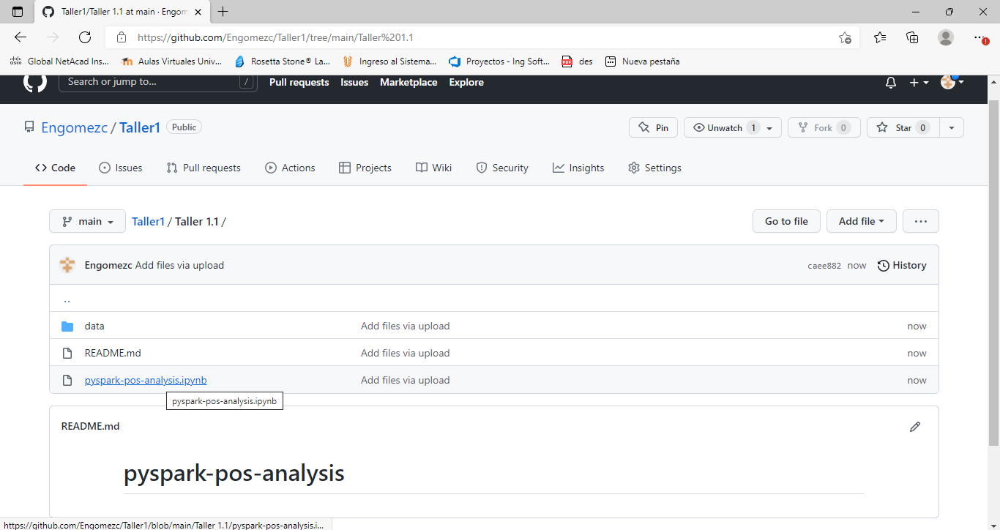 Taller1/Taller 1.1 at main · Engom
https://github.com/Engomezc/Taller1/tree/main/Taller%201.1
Global NetAcad Ins... Aulas Virtuales Univ... Rosetta Stone® La... Ingreso al Sistema... Proyectos - Ing Soft... PDF des Nueva pestaña
Search or jump to... / Pull requests Issues Marketplace Explore
Engomezc / Taller1 Public Pin Unwatch 1 Fork 0 Star 0
Code Issues Pull requests Actions Projects Wiki Security Insights Settings
main Taller1 / Taller 1.1 / Go to file Add file ···
Engomezc Add files via upload caee882 now History
..
data Add files via upload now
README.md Add files via upload now
pyspark-pos-analysis.ipynb Add files via upload now
pyspark-pos-analysis.ipynb
README.md
pyspark-pos-analysis
https://github.com/Engomezc/Taller1/blob/main/Taller 1.1/pyspark-pos-analysis.i...